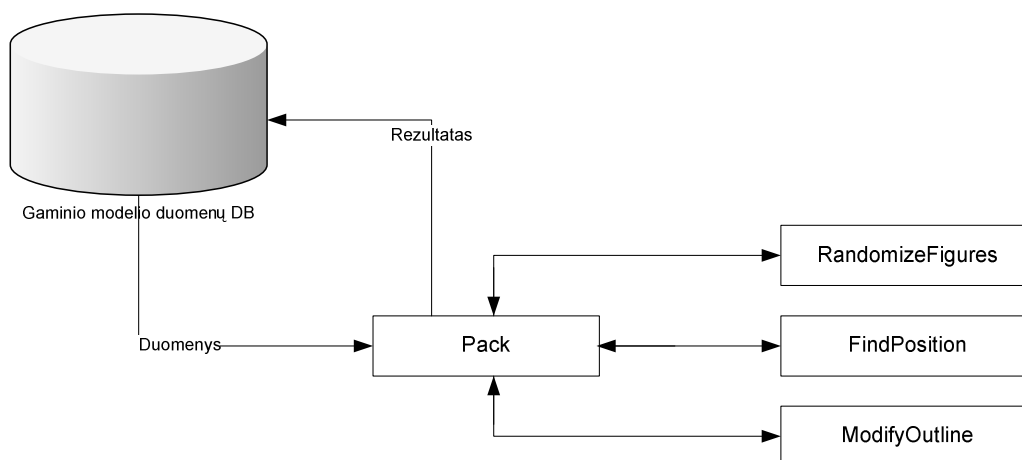 Rezultatas
Gaminio modelio duomenų DB
RandomizeFigures
Duomenys
Pack
FindPosition
ModifyOutline